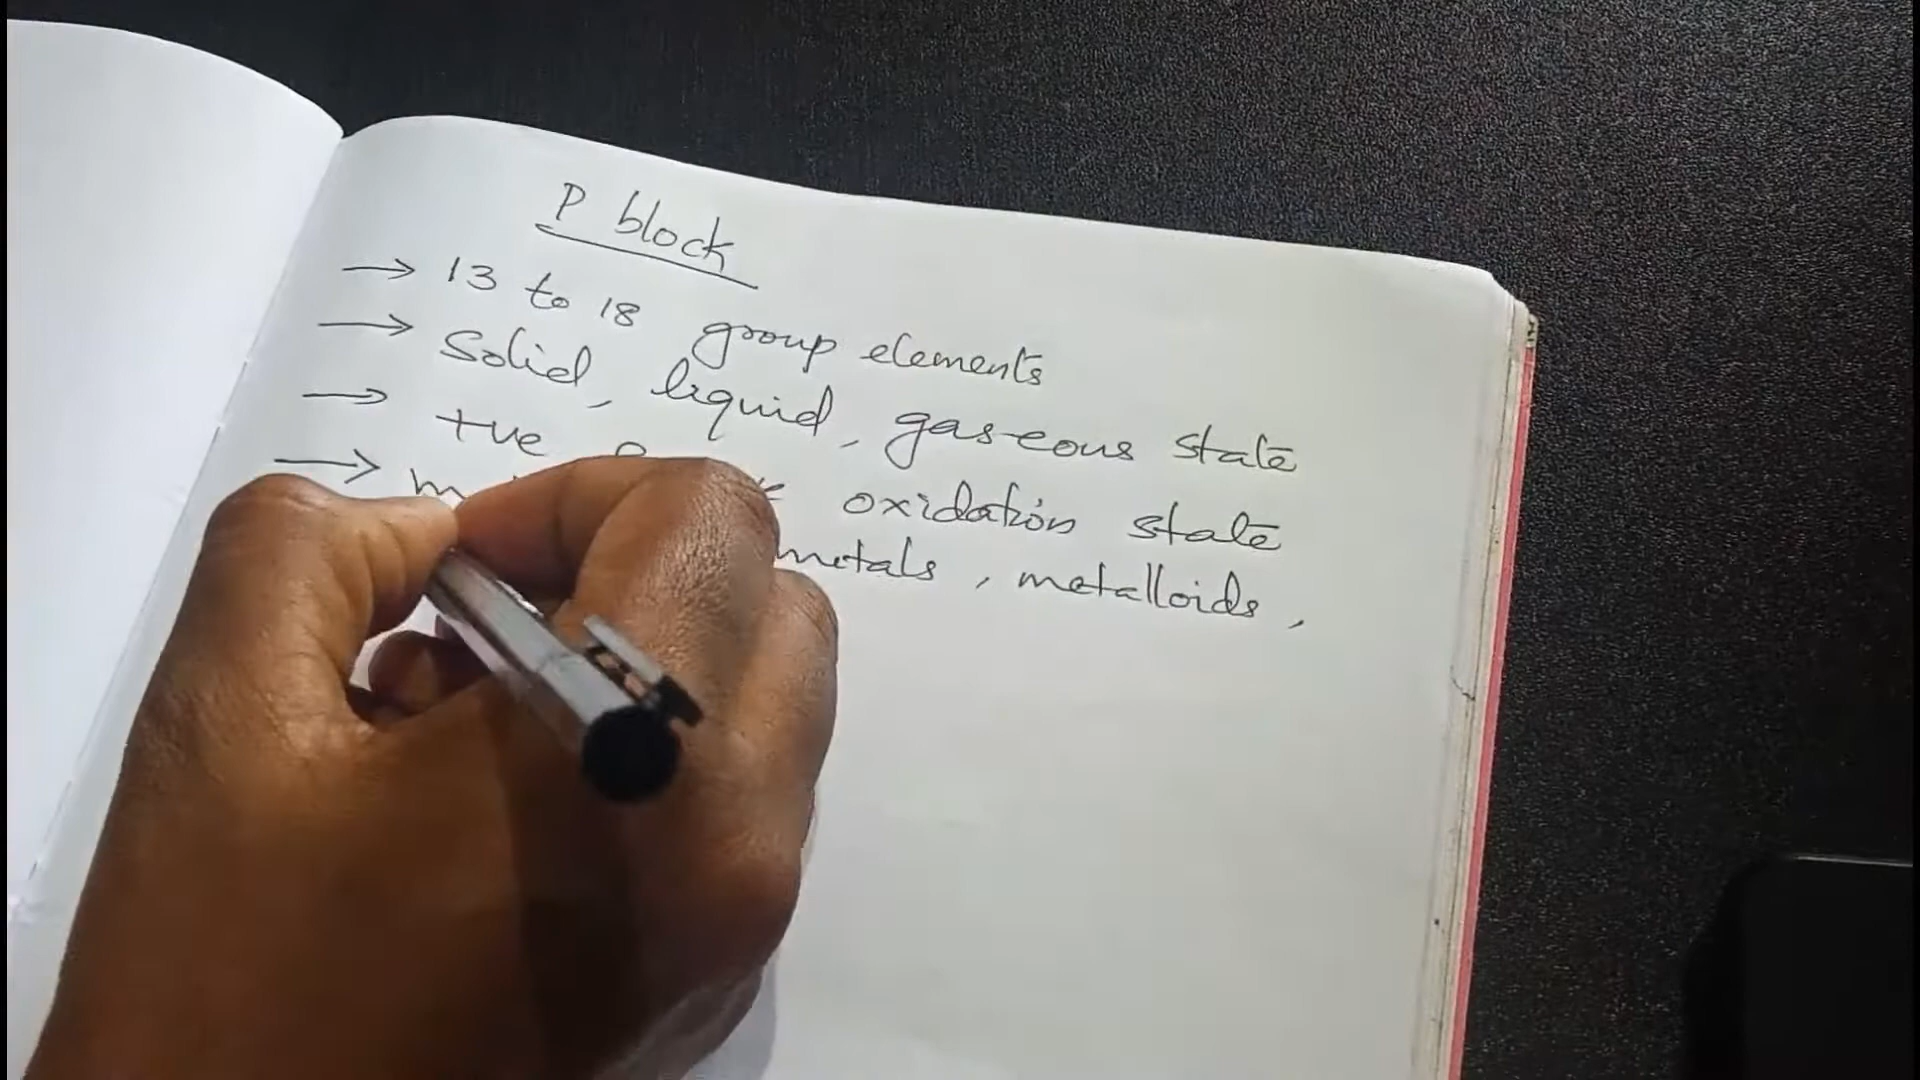 P block
→ 13 to 18 group elements
→ Solid, liquid, gaseous state
→ +ve oxidation state
→ metals, metalloids,